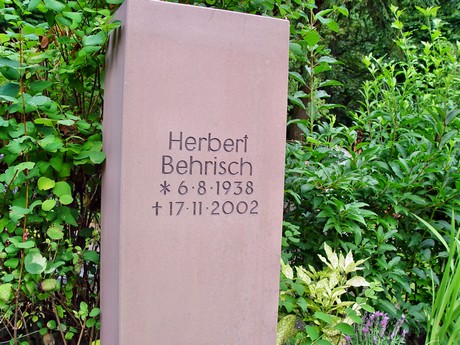 Herbert
Behrisch
* 6·8·1938
† 17·11·2002